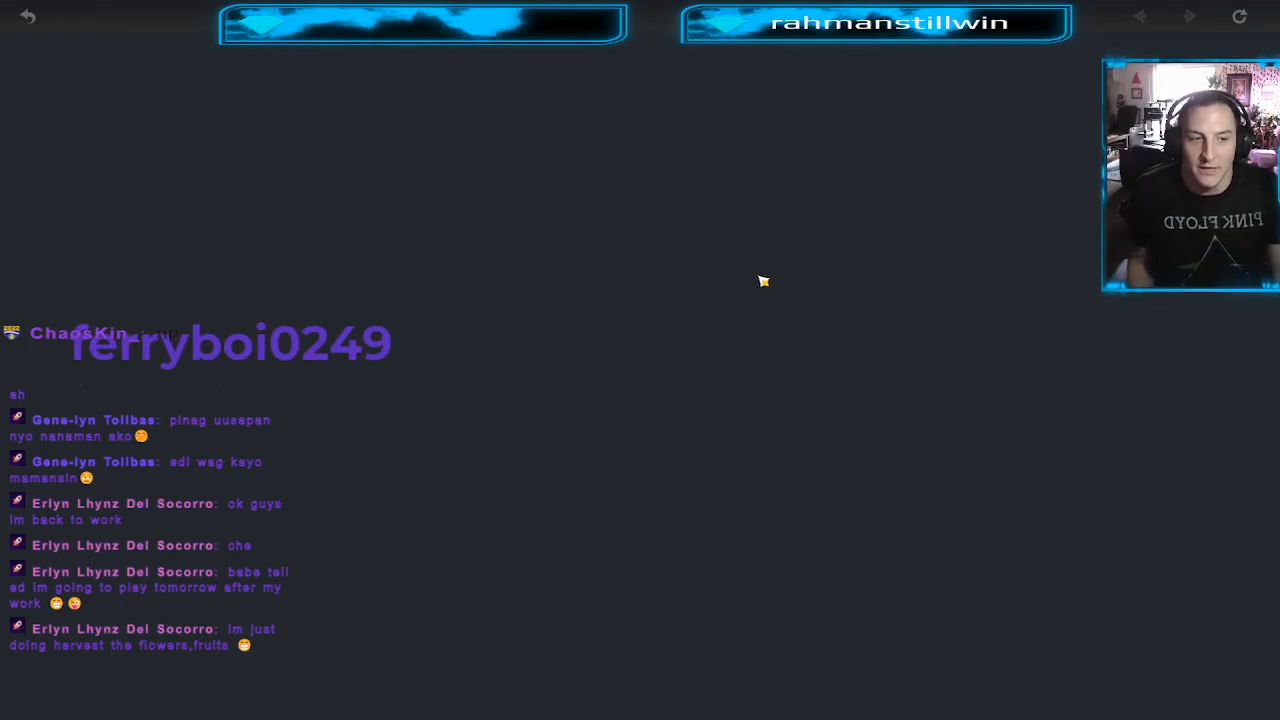 rahmanstillwin
PINK FLOYD
ChaosKin_
ferryboi0249
ah
Gene-lyn Tolibas: pinag uusapan
nyo nanaman ako🤭
Gene-lyn Tolibas: edi wag kayo
mamansin🥺
Erlyn Lhynz Del Socorro: ok guys
im back to work
Erlyn Lhynz Del Socorro: che
Erlyn Lhynz Del Socorro: babe tell
ed im going to play tomorrow after my
work 😁😜
Erlyn Lhynz Del Socorro: im just
doing harvest the flowers,fruits 😁